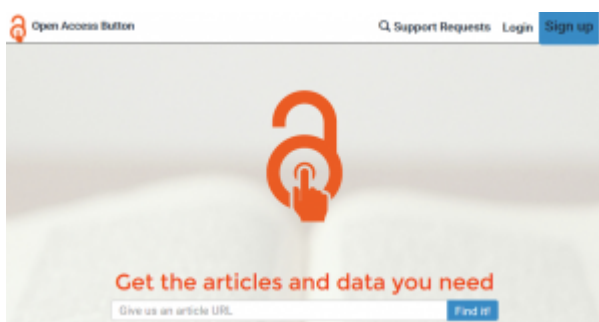 Open Access Button
Support Requests Login Sign up
Get the articles and data you need
Give us an article URL
Find it!